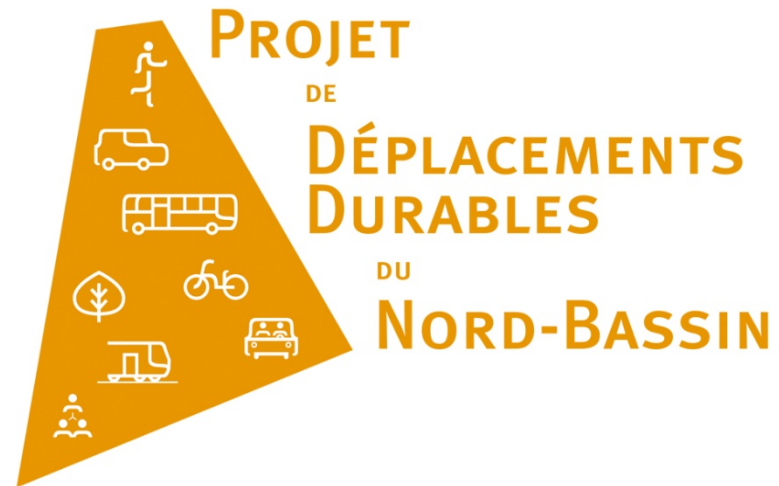 PROJET
DE
DÉPLACEMENTS
DURABLES
DU
NORD-BASSIN